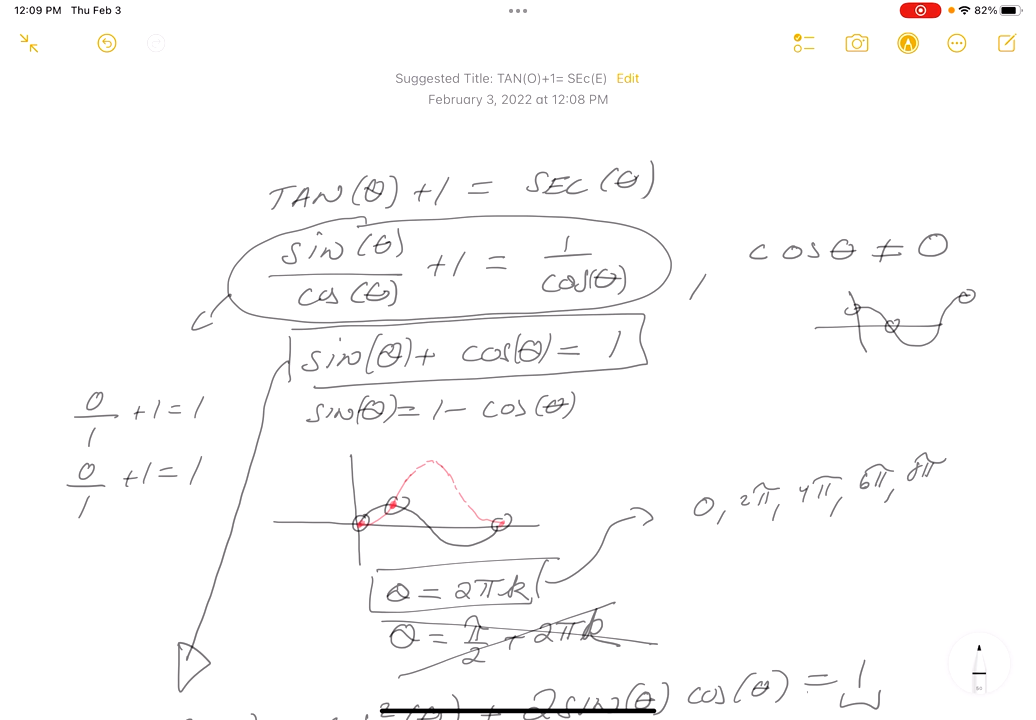 12:09 PM Thu Feb 3
82%
Suggested Title: TAN(O)+1= SEc(E) Edit
February 3, 2022 at 12:08 PM
TAN(θ) +1 = SEC(θ)
sin(θ)/cos(θ) +1 = 1/cos(θ)
cosθ ≠ 0
sin(θ) + cos(θ) = 1
sin(θ) = 1 - cos(θ)
0/1 +1 = 1
0/1 +1 = 1
0, 2π, 4π, 6π, 8π
θ = 2πk
θ = π/2 + 2πk
2sin(θ) cos(θ) = 1